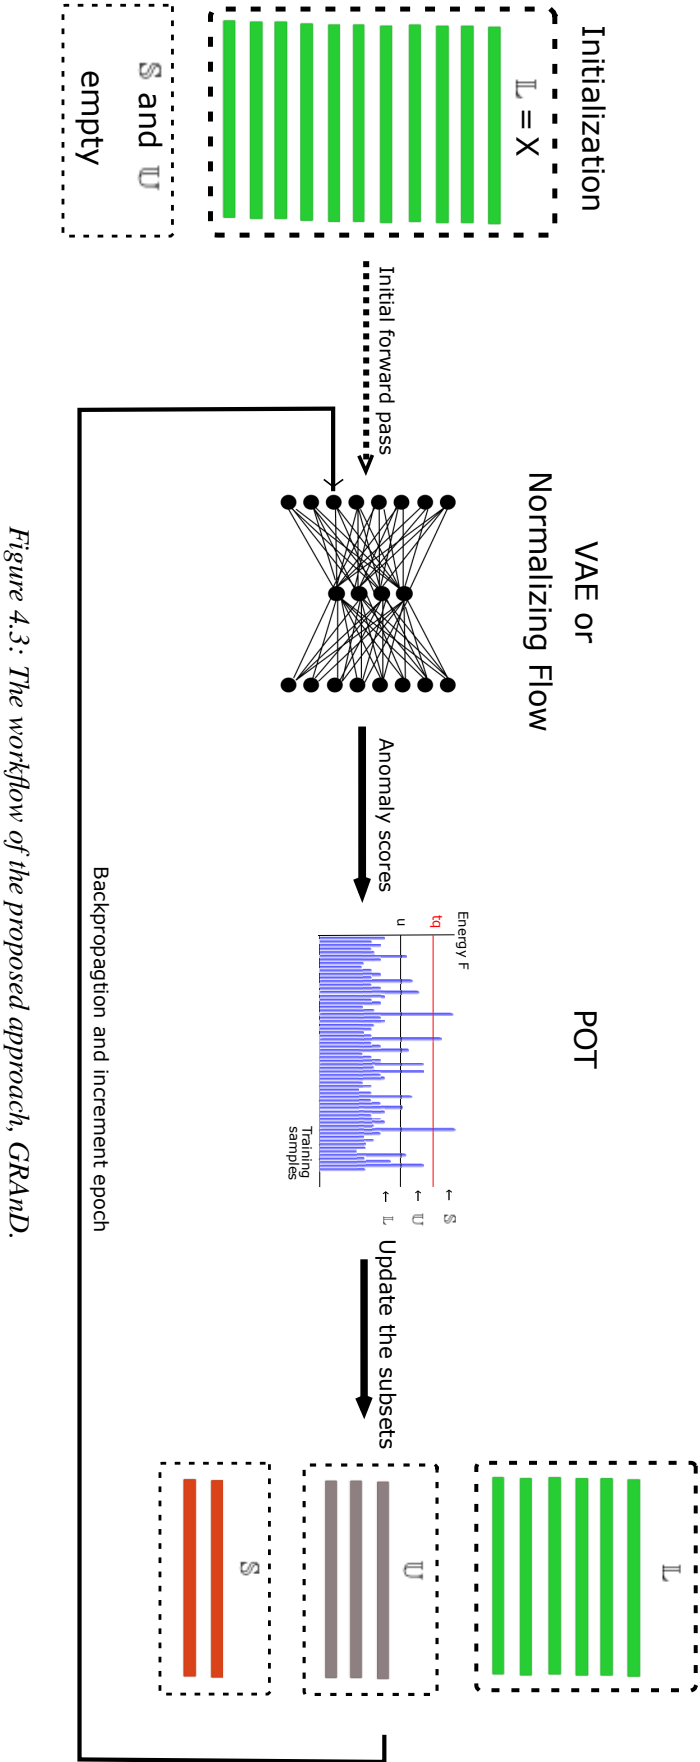 Initialization
𝕃 = X
𝕊 and 𝕌
empty
Initial forward pass
VAE or
Normalizing Flow
Anomaly scores
POT
Energy F
tq
u
Training
samples
← 𝕊
← 𝕌
← 𝕃
Update the subsets
𝕃
𝕌
𝕊
Backpropagtion and increment epoch
Figure 4.3: The workflow of the proposed approach, GRAnD.